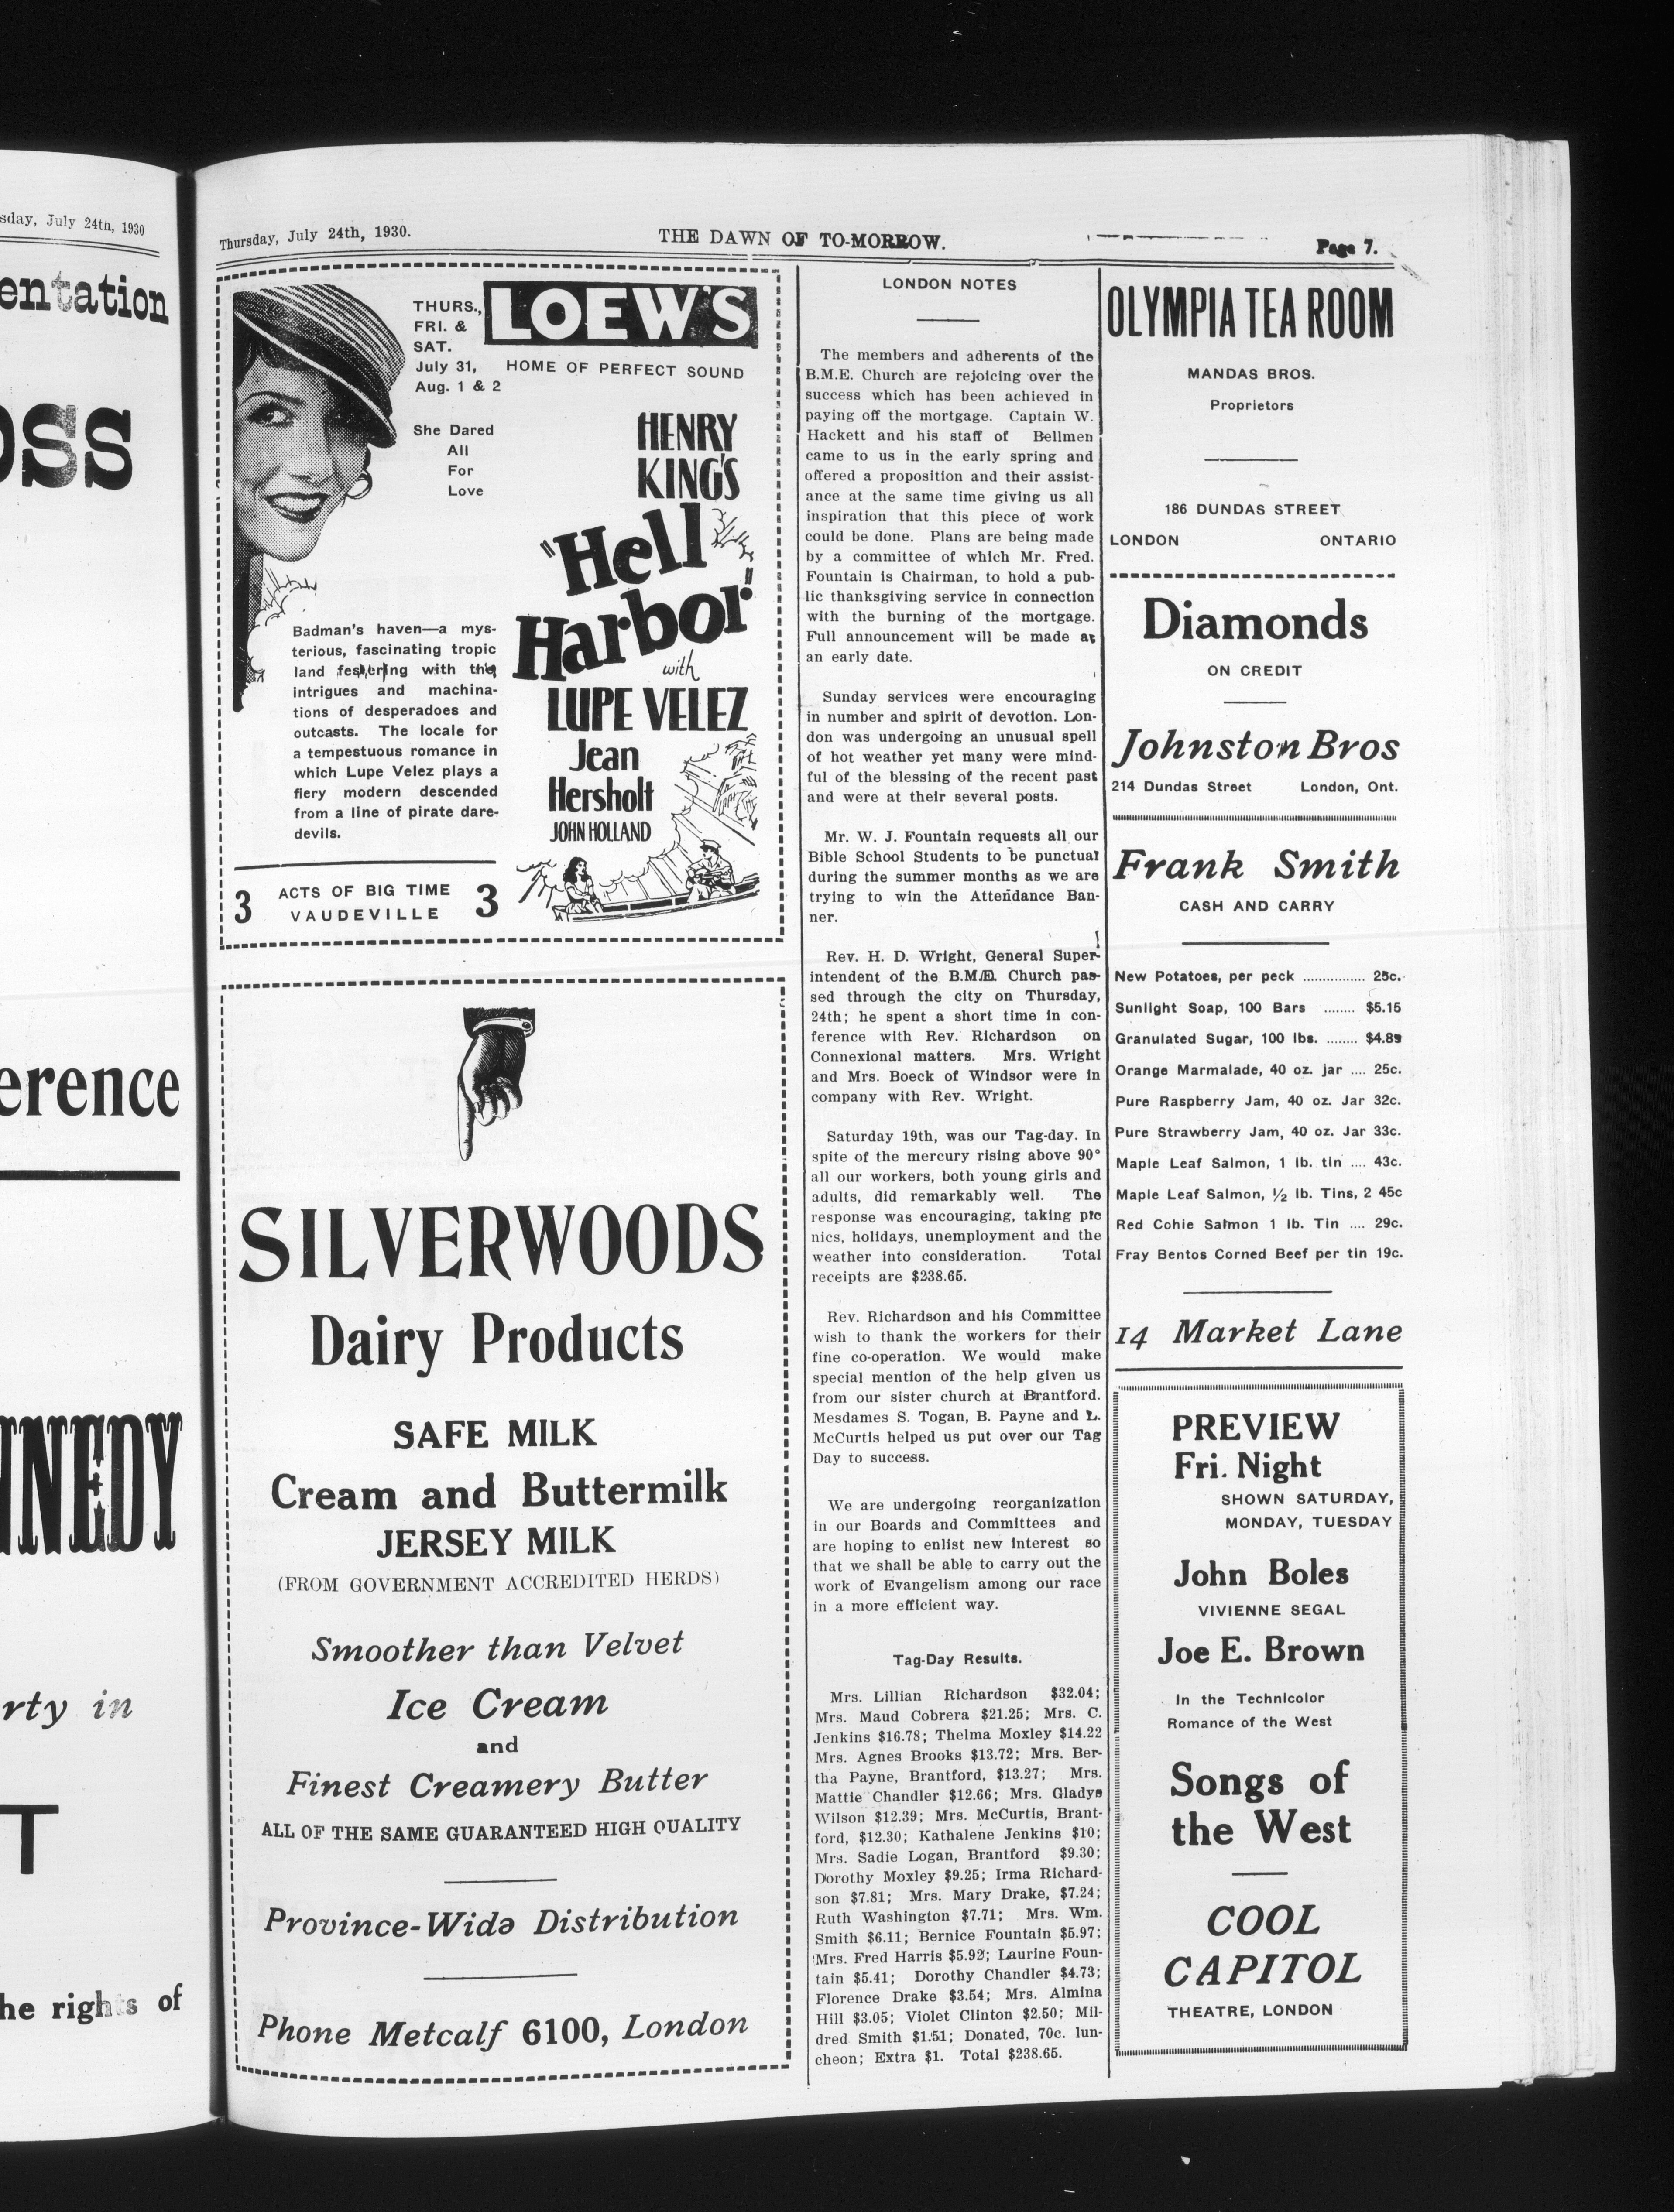 sday, July 24th, 1930
entation
oss
erence
NNEDY
rty in
T
he rights of
Thursday, July 24th, 1930.
THE DAWN OF TO-MORROW.
Page 7.
THURS.,
FRI. &
SAT.
July 31,
Aug. 1 & 2
LOEW'S
HOME OF PERFECT SOUND
She Dared
All
For
Love
HENRY
KING'S
"Hell
Harbor"
with
LUPE VELEZ
Jean
Hersholt
JOHN HOLLAND
Badman's haven—a mys-
terious, fascinating tropic
land festering with the
intrigues and machina-
tions of desperadoes and
outcasts. The locale for
a tempestuous romance in
which Lupe Velez plays a
fiery modern descended
from a line of pirate dare-
devils.
3 ACTS OF BIG TIME 3
VAUDEVILLE
SILVERWOODS
Dairy Products
SAFE MILK
Cream and Buttermilk
JERSEY MILK
(FROM GOVERNMENT ACCREDITED HERDS)
Smoother than Velvet
Ice Cream
and
Finest Creamery Butter
ALL OF THE SAME GUARANTEED HIGH QUALITY
Province-Wide Distribution
Phone Metcalf 6100, London
LONDON NOTES
The members and adherents of the
B.M.E. Church are rejoicing over the
success which has been achieved in
paying off the mortgage. Captain W.
Hackett and his staff of Bellmen
came to us in the early spring and
offered a proposition and their assist-
ance at the same time giving us all
inspiration that this piece of work
could be done. Plans are being made
by a committee of which Mr. Fred.
Fountain is Chairman, to hold a pub-
lic thanksgiving service in connection
with the burning of the mortgage.
Full announcement will be made at
an early date.
Sunday services were encouraging
in number and spirit of devotion. Lon-
don was undergoing an unusual spell
of hot weather yet many were mind-
ful of the blessing of the recent past
and were at their several posts.
Mr. W. J. Fountain requests all our
Bible School Students to be punctual
during the summer months as we are
trying to win the Attendance Ban-
ner.
Rev. H. D. Wright, General Super-
intendent of the B.M.E. Church pas-
sed through the city on Thursday,
24th; he spent a short time in con-
ference with Rev. Richardson on
Connexional matters. Mrs. Wright
and Mrs. Boeck of Windsor were in
company with Rev. Wright.
Saturday 19th, was our Tag-day. In
spite of the mercury rising above 90°
all our workers, both young girls and
adults, did remarkably well. The
response was encouraging, taking pic
nics, holidays, unemployment and the
weather into consideration. Total
receipts are $238.65.
Rev. Richardson and his Committee
wish to thank the workers for their
fine co-operation. We would make
special mention of the help given us
from our sister church at Brantford.
Mesdames S. Togan, B. Payne and L.
McCurtis helped us put over our Tag
Day to success.
We are undergoing reorganization
in our Boards and Committees and
are hoping to enlist new interest so
that we shall be able to carry out the
work of Evangelism among our race
in a more efficient way.
Tag-Day Results.
Mrs. Lillian Richardson $32.04;
Mrs. Maud Cobrera $21.25; Mrs. C.
Jenkins $16.78; Thelma Moxley $14.22
Mrs. Agnes Brooks $13.72; Mrs. Ber-
tha Payne, Brantford, $13.27; Mrs.
Mattie Chandler $12.66; Mrs. Gladys
Wilson $12.39; Mrs. McCurtis, Brant-
ford, $12.30; Kathalene Jenkins $10;
Mrs. Sadie Logan, Brantford $9.30;
Dorothy Moxley $9.25; Irma Richard-
son $7.81; Mrs. Mary Drake, $7.24;
Ruth Washington $7.71; Mrs. Wm.
Smith $6.11; Bernice Fountain $5.97;
Mrs. Fred Harris $5.92; Laurine Foun-
tain $5.41; Dorothy Chandler $4.73;
Florence Drake $3.54; Mrs. Almina
Hill $3.05; Violet Clinton $2.50; Mil-
dred Smith $1.51; Donated, 70c. lun-
cheon; Extra $1. Total $238.65.
OLYMPIA TEA ROOM
MANDAS BROS.
Proprietors
186 DUNDAS STREET
LONDON ONTARIO
Diamonds
ON CREDIT
Johnston Bros
214 Dundas Street London, Ont.
Frank Smith
CASH AND CARRY
New Potatoes, per peck ............... 25c.
Sunlight Soap, 100 Bars ........ $5.15
Granulated Sugar, 100 lbs. ........ $4.89
Orange Marmalade, 40 oz. jar .... 25c.
Pure Raspberry Jam, 40 oz. Jar 32c.
Pure Strawberry Jam, 40 oz. Jar 33c.
Maple Leaf Salmon, 1 lb. tin .... 43c.
Maple Leaf Salmon, ½ lb. Tins, 2 45c
Red Cohie Salmon 1 lb. Tin .... 29c.
Fray Bentos Corned Beef per tin 19c.
14 Market Lane
PREVIEW
Fri. Night
SHOWN SATURDAY,
MONDAY, TUESDAY
John Boles
VIVIENNE SEGAL
Joe E. Brown
In the Technicolor
Romance of the West
Songs of
the West
COOL
CAPITOL
THEATRE, LONDON